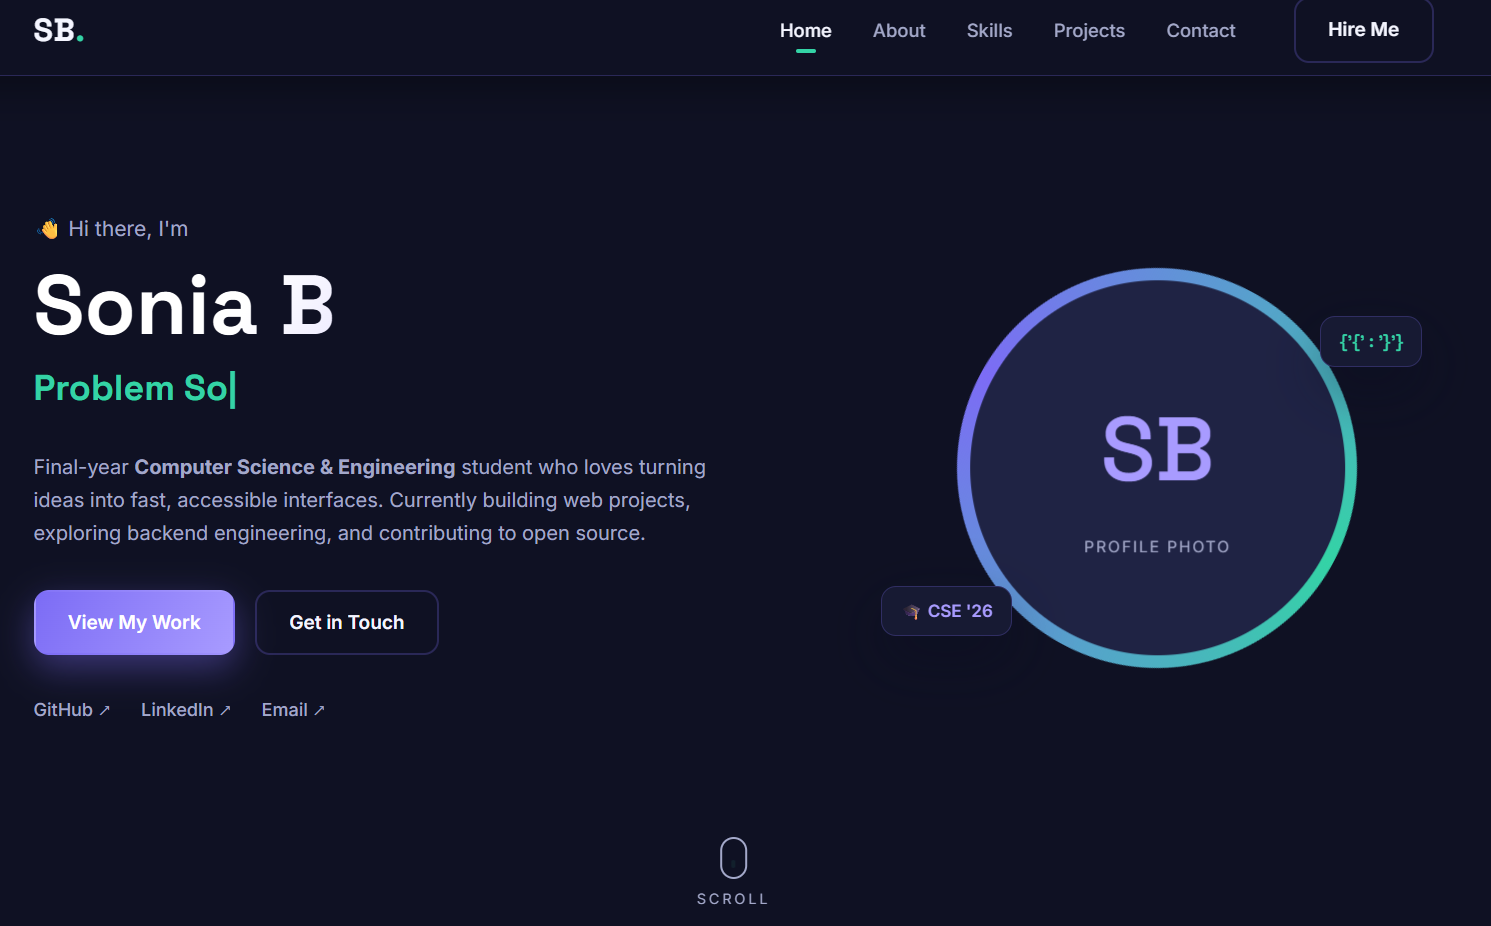 SB.
Home About Skills Projects Contact Hire Me
👋 Hi there, I'm
Sonia B
Problem So|
Final-year Computer Science & Engineering student who loves turning
ideas into fast, accessible interfaces. Currently building web projects,
exploring backend engineering, and contributing to open source.
View My Work Get in Touch
GitHub ↗ LinkedIn ↗ Email ↗
{'{' : '}'}
SB
PROFILE PHOTO
🎓 CSE '26
SCROLL